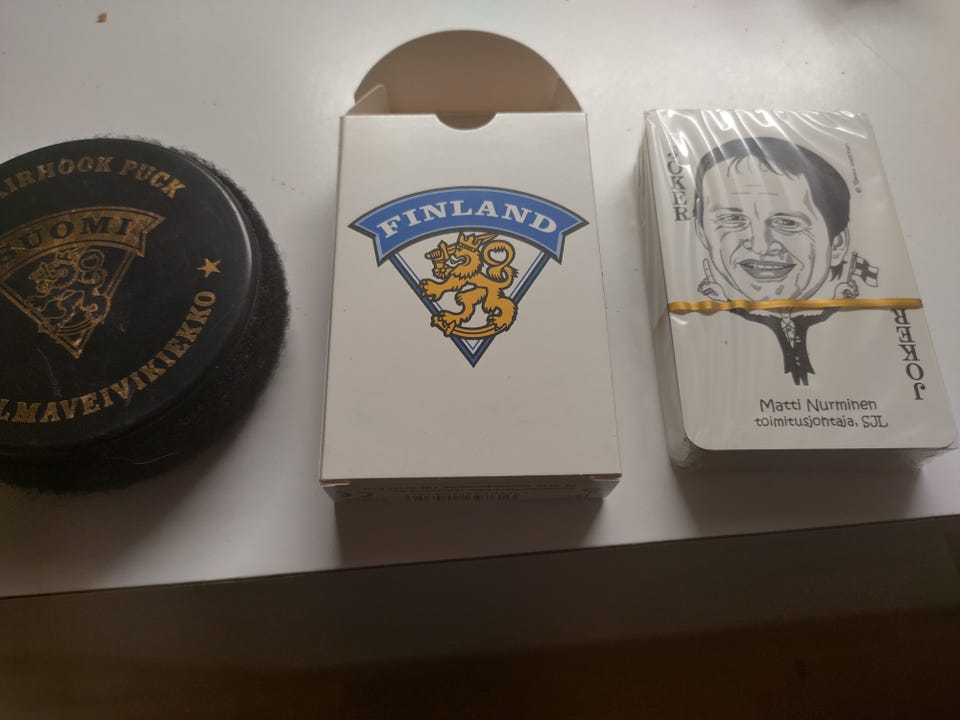 AIRHOOK PUCK
SUOMI
ILMAVEIVIKIEKKO
FINLAND
JOKER
Matti Nurminen
toimitusjohtaja, SJL
JOKER